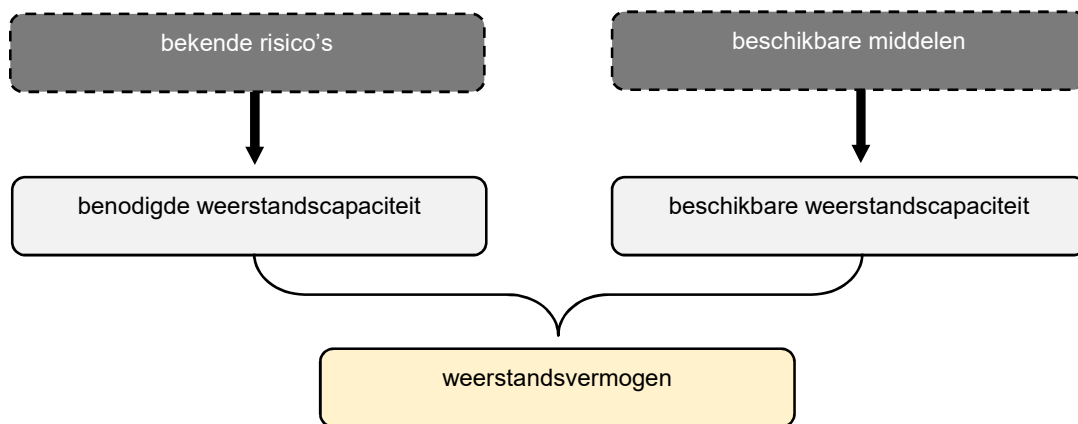 bekende risico’s
beschikbare middelen
benodigde weerstandscapaciteit
beschikbare weerstandscapaciteit
weerstandsvermogen